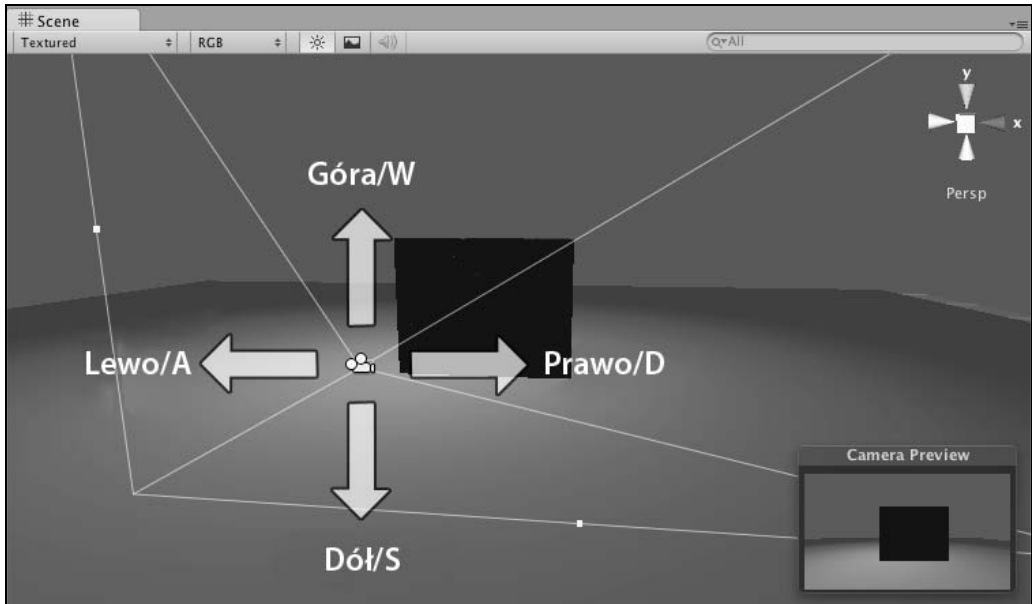 Scene
Textured RGB All
y
x
Persp
Góra/W
Lewo/A Prawo/D
Dół/S
Camera Preview